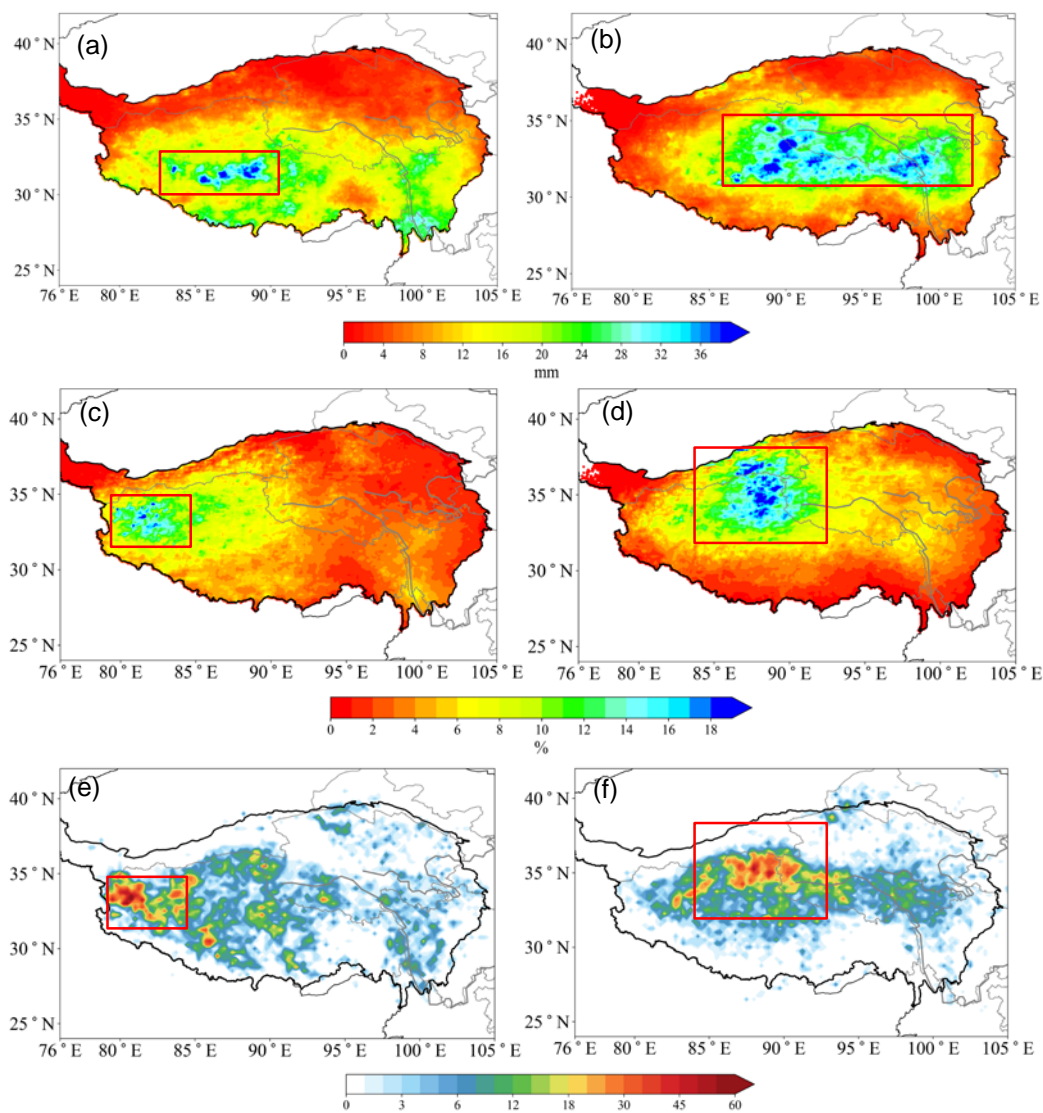 (a) (b)
40° N 40° N
35° N 35° N
30° N 30° N
25° N 25° N
76° E 80° E 85° E 90° E 95° E 100° E 105° E 76° E 80° E 85° E 90° E 95° E 100° E 105° E
0 4 8 12 16 20 24 28 32 36
mm
(c) (d)
40° N 40° N
35° N 35° N
30° N 30° N
25° N 25° N
76° E 80° E 85° E 90° E 95° E 100° E 105° E 76° E 80° E 85° E 90° E 95° E 100° E 105° E
0 2 4 6 8 10 12 14 16 18
%
(e) (f)
40° N 40° N
35° N 35° N
30° N 30° N
25° N 25° N
76° E 80° E 85° E 90° E 95° E 100° E 105° E 76° E 80° E 85° E 90° E 95° E 100° E 105° E
0 3 6 12 18 30 45 60